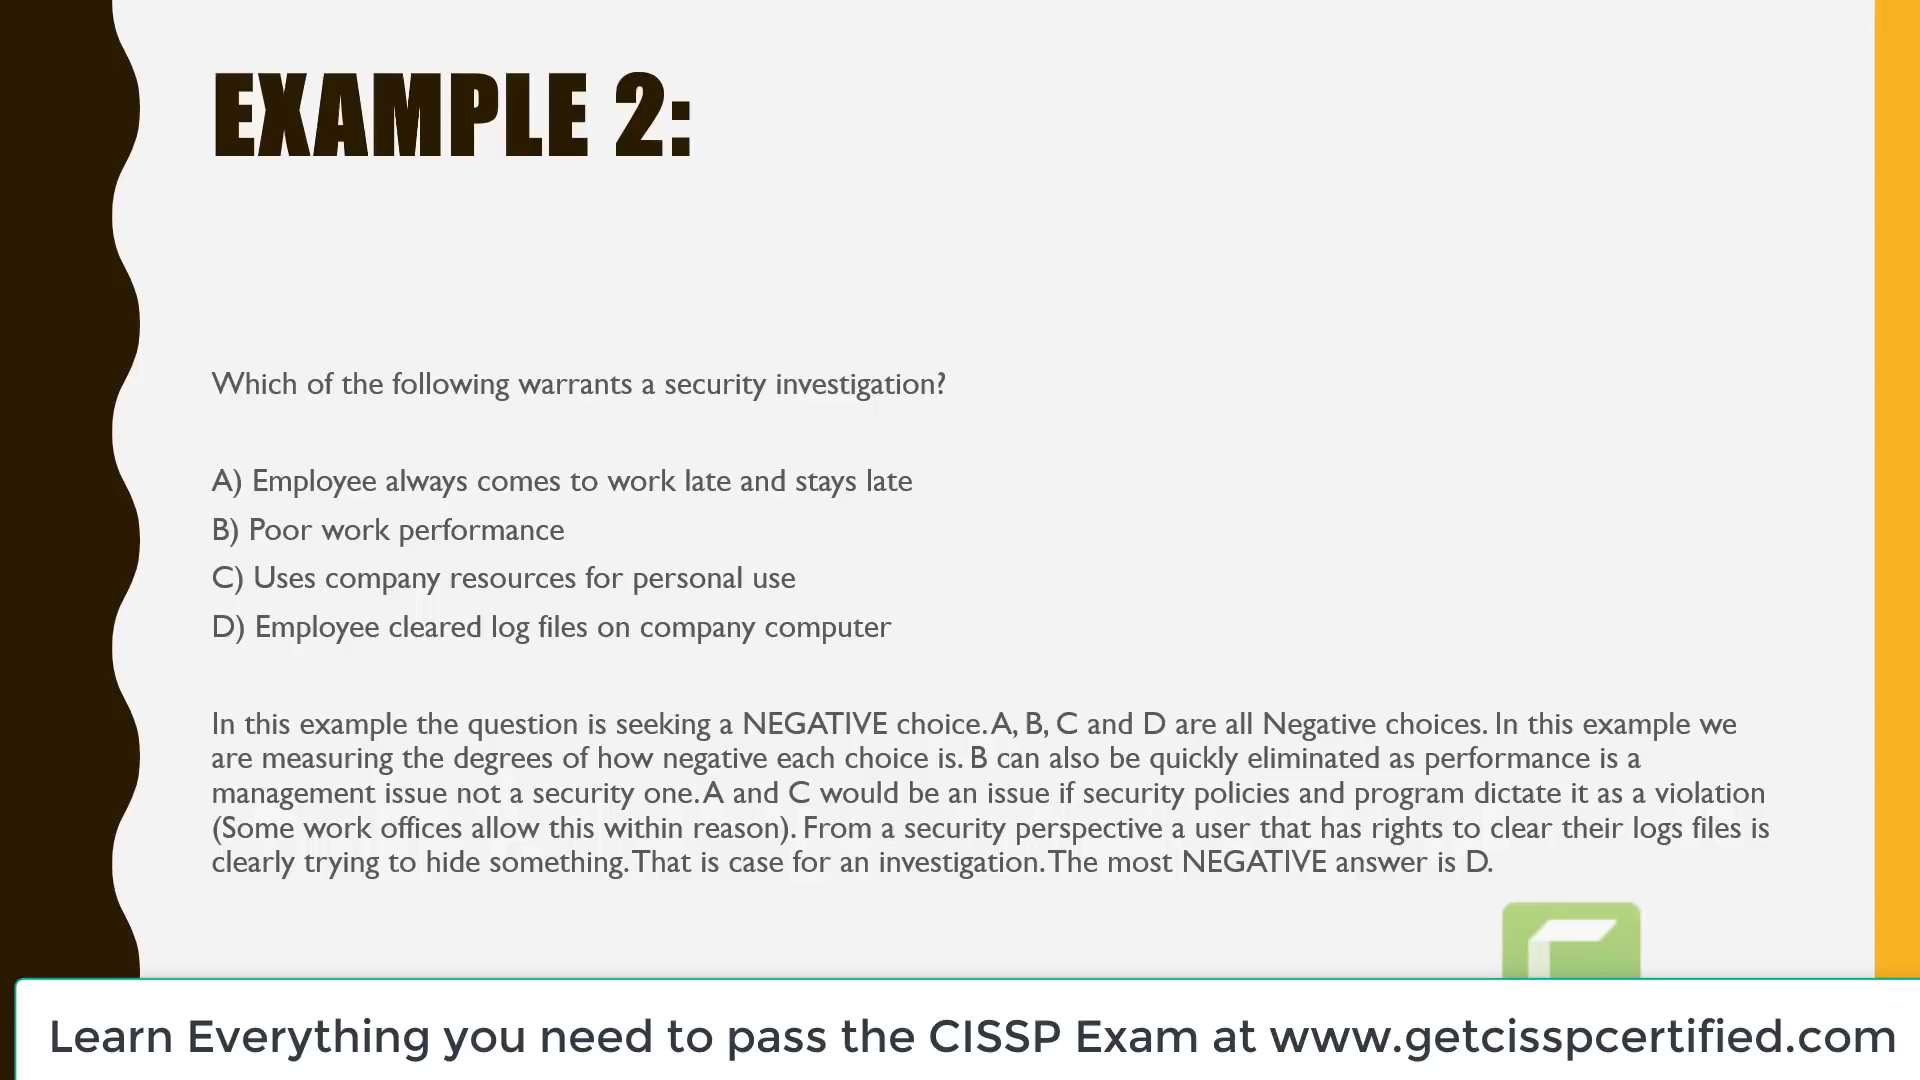 EXAMPLE 2:
Which of the following warrants a security investigation?
A) Employee always comes to work late and stays late
B) Poor work performance
C) Uses company resources for personal use
D) Employee cleared log files on company computer
In this example the question is seeking a NEGATIVE choice. A, B, C and D are all Negative choices. In this example we
are measuring the degrees of how negative each choice is. B can also be quickly eliminated as performance is a
management issue not a security one. A and C would be an issue if security policies and program dictate it as a violation
(Some work offices allow this within reason). From a security perspective a user that has rights to clear their logs files is
clearly trying to hide something. That is case for an investigation. The most NEGATIVE answer is D.
Learn Everything you need to pass the CISSP Exam at www.getcisspcertified.com